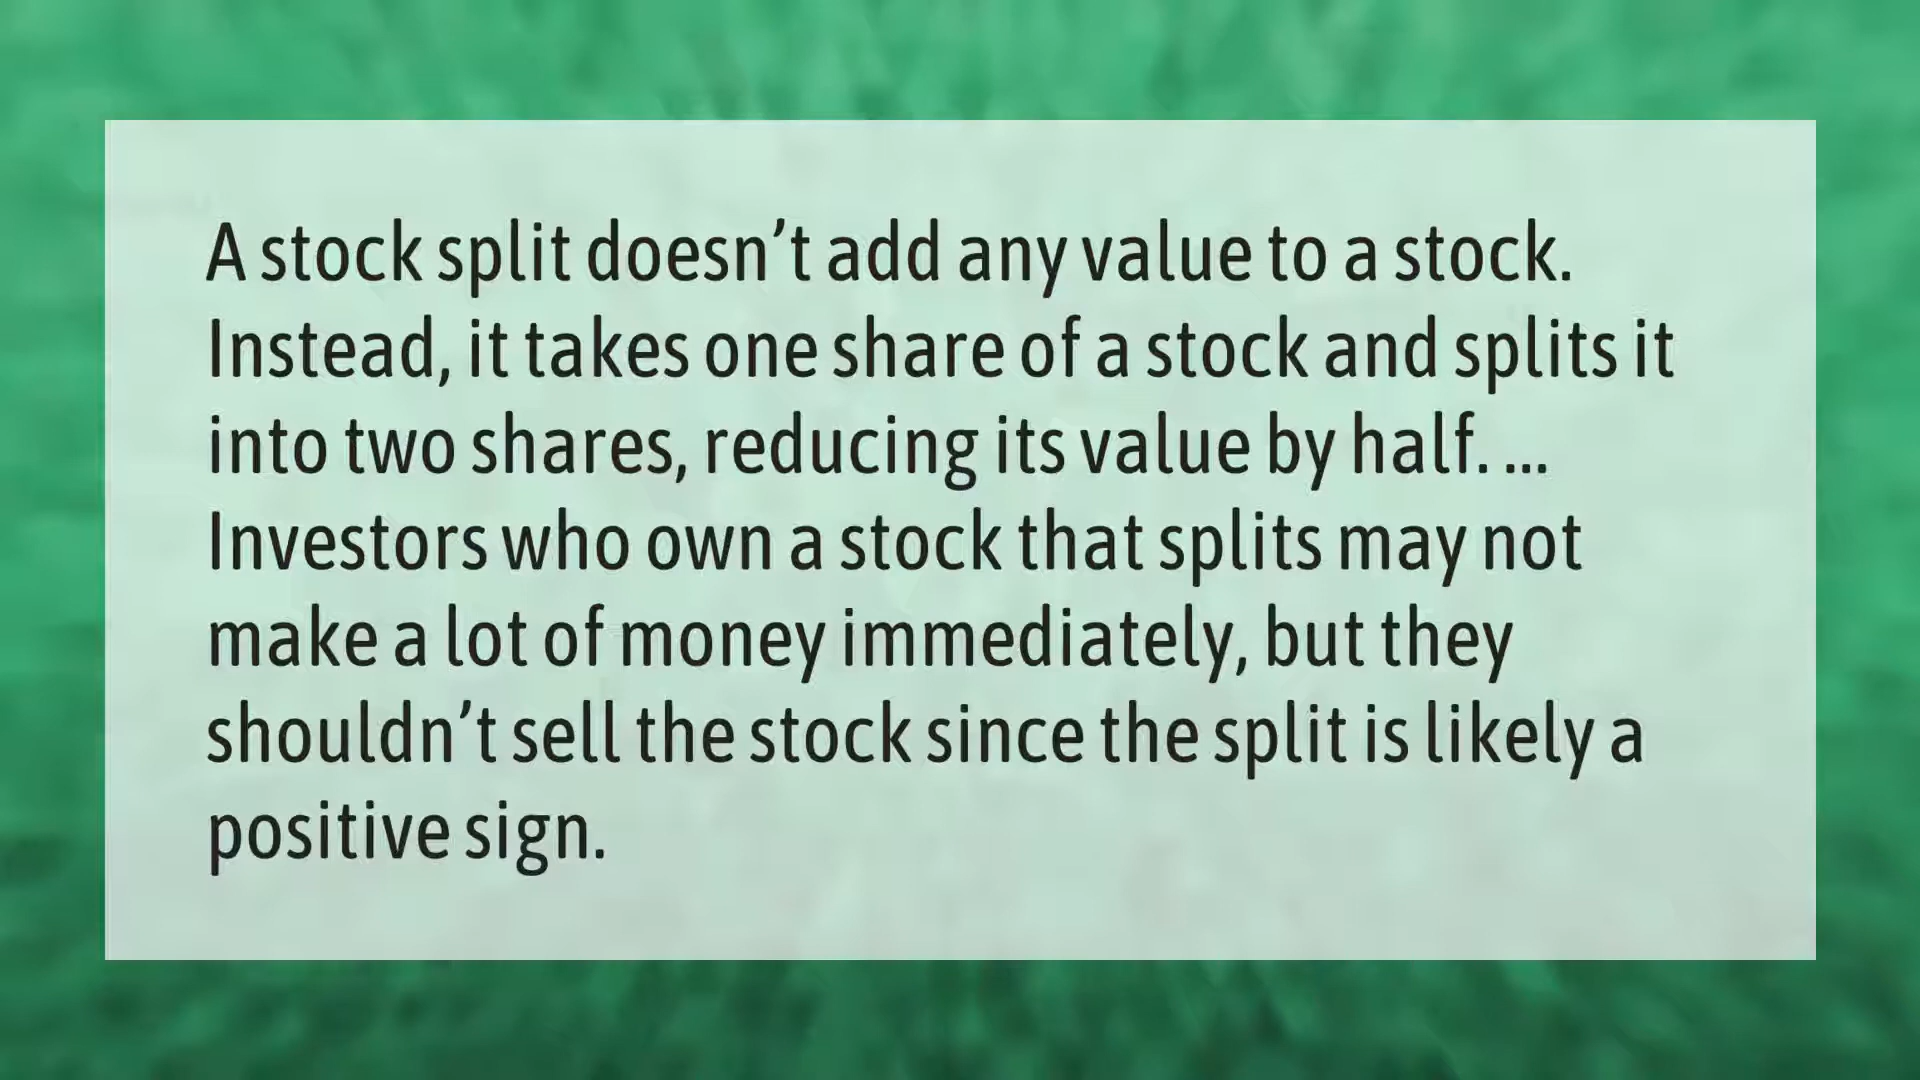 A stock split doesn’t add any value to a stock.
Instead, it takes one share of a stock and splits it
into two shares, reducing its value by half. ...
Investors who own a stock that splits may not
make a lot of money immediately, but they
shouldn’t sell the stock since the split is likely a
positive sign.